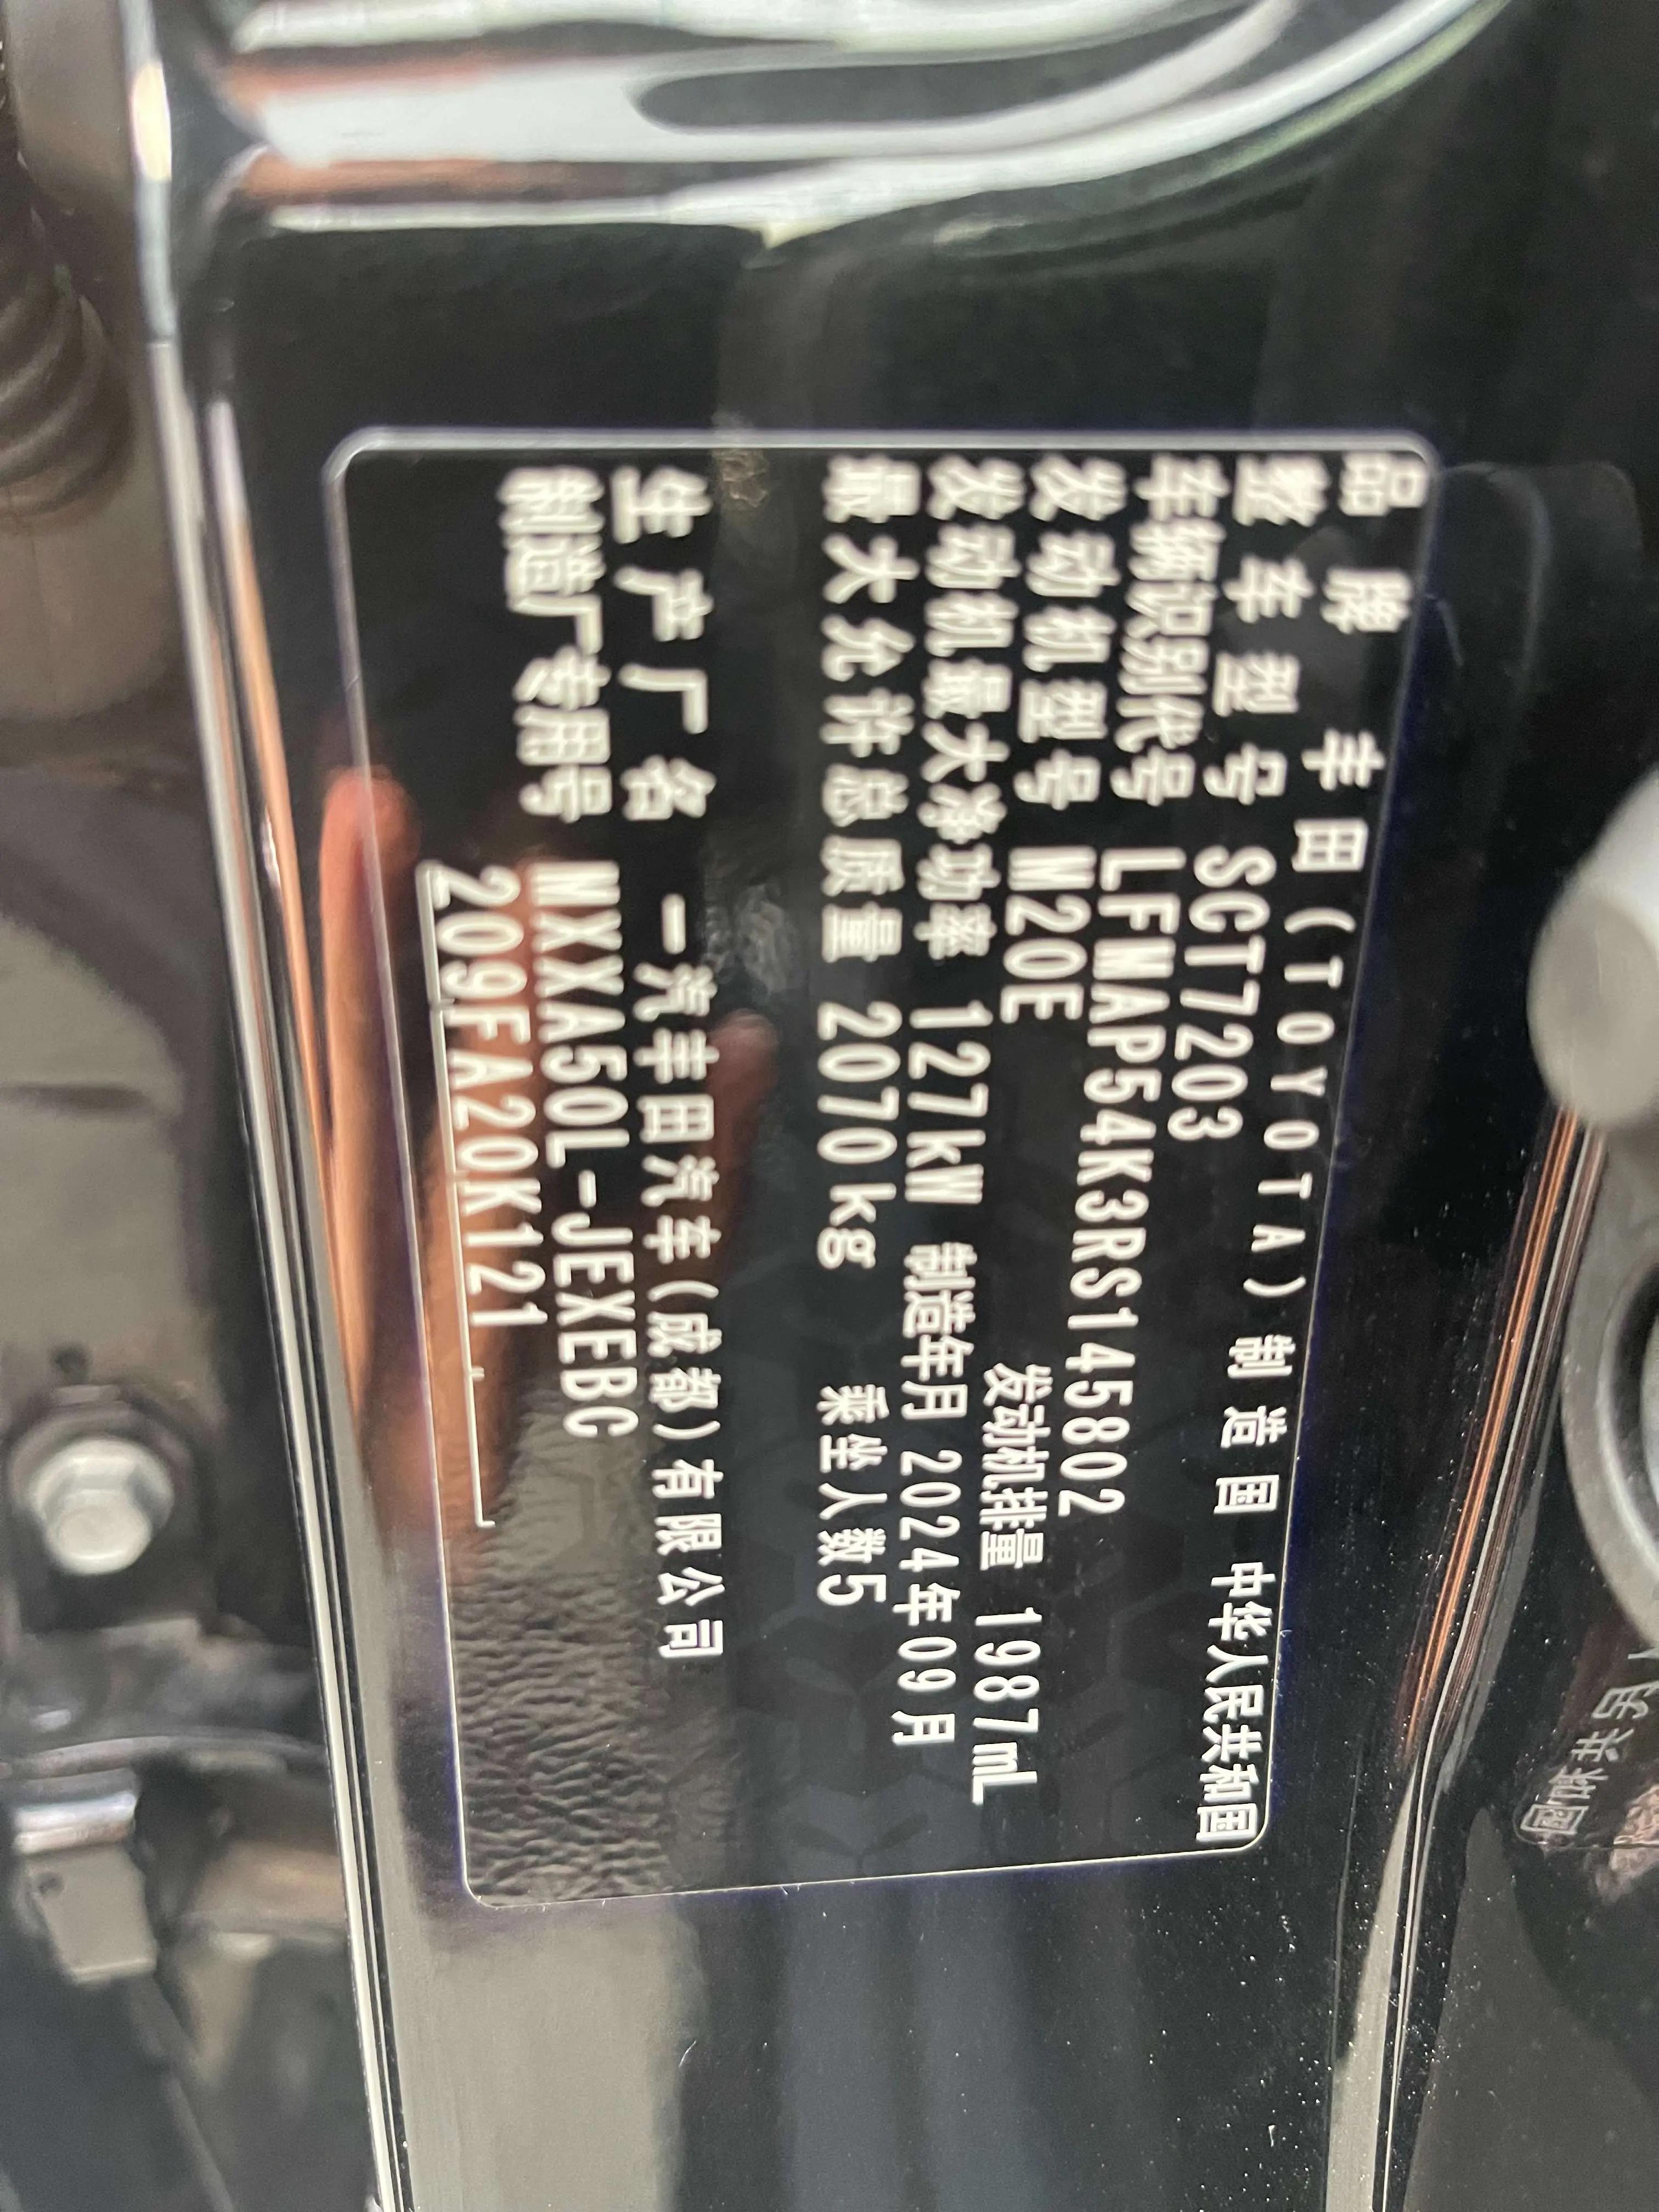 品牌 丰田(TOYOTA) 制造国 中华人民共和国
整车型号 SCT7203
车辆识别代号 LFMAP54K3RS145802
发动机型号 M20E 发动机排量 1987mL
发动机最大净功率 127kW 制造年月 2024年09月
最大允许总质量 2070kg 乘坐人数5
生产厂名 一汽丰田汽车(成都)有限公司
制造厂专用号 MXXA50L-JEXEBC
209FA20K121